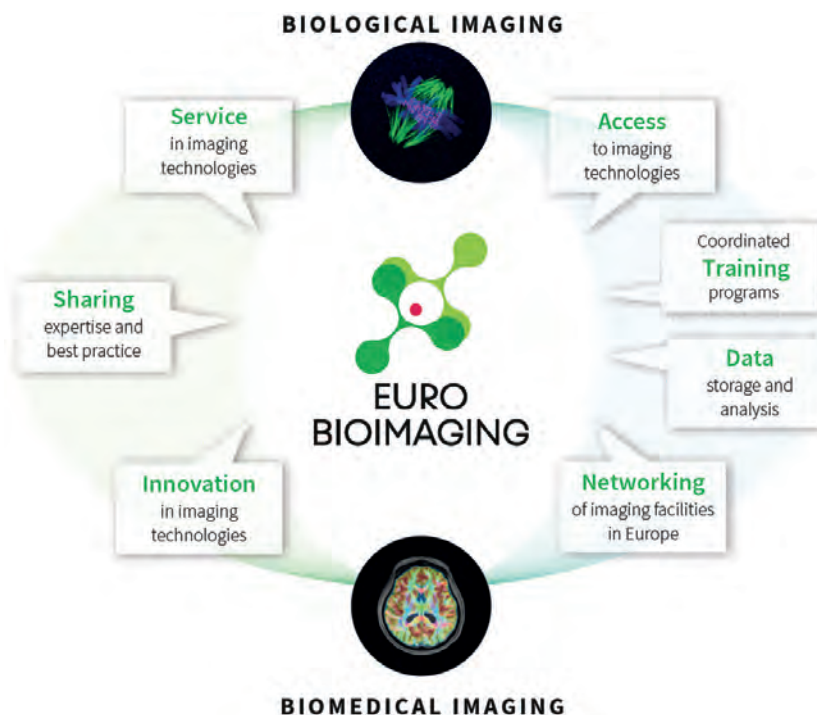 BIOLOGICAL IMAGING
Service
in imaging
technologies
Access
to imaging
technologies
Coordinated
Training
programs
Sharing
expertise and
best practice
Data
storage and
analysis
EURO
BIOIMAGING
Innovation
in imaging
technologies
Networking
of imaging facilities
in Europe
BIOMEDICAL IMAGING